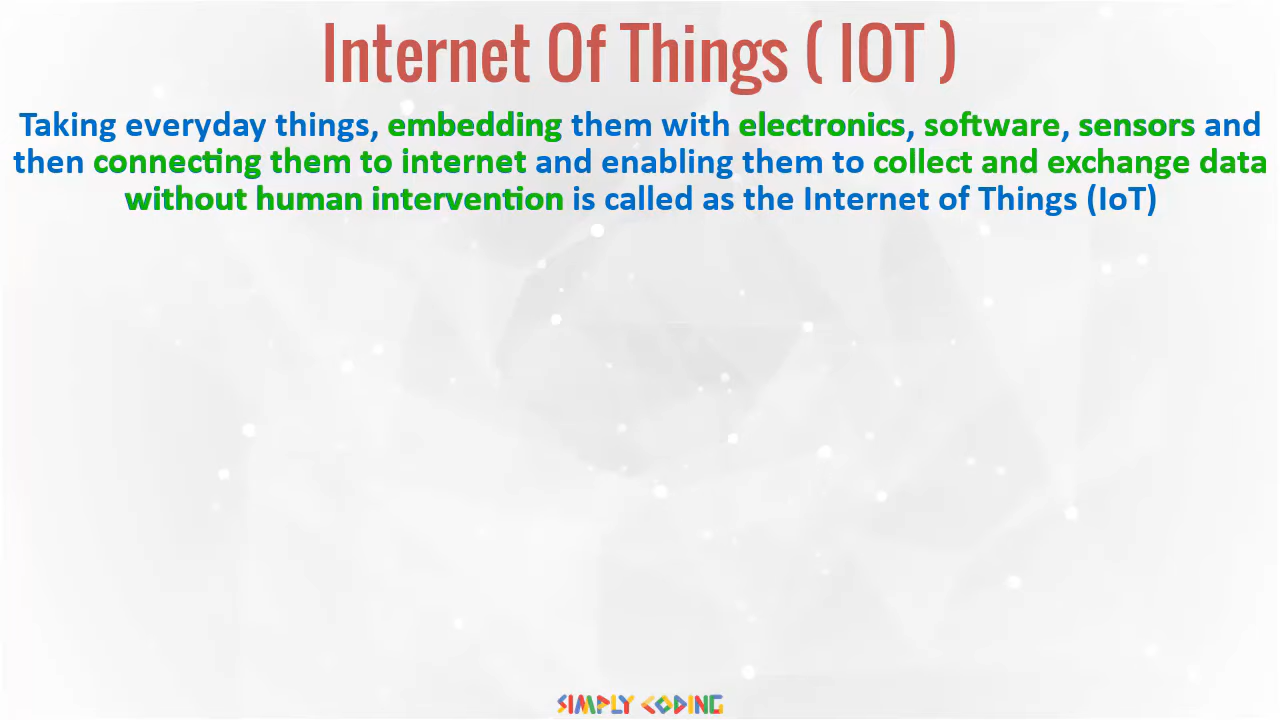 Internet Of Things ( IOT )
Taking everyday things, embedding them with electronics, software, sensors and
then connecting them to internet and enabling them to collect and exchange data
without human intervention is called as the Internet of Things (IoT)
SIMPLY CODING